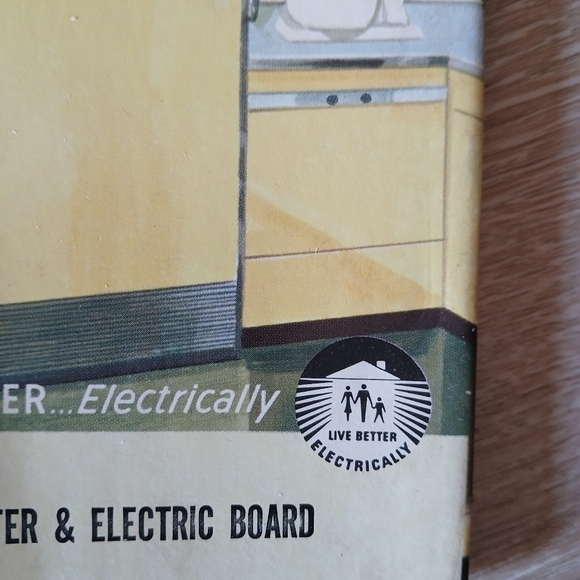 ER...Electrically
LIVE BETTER
ELECTRICALLY
TER & ELECTRIC BOARD